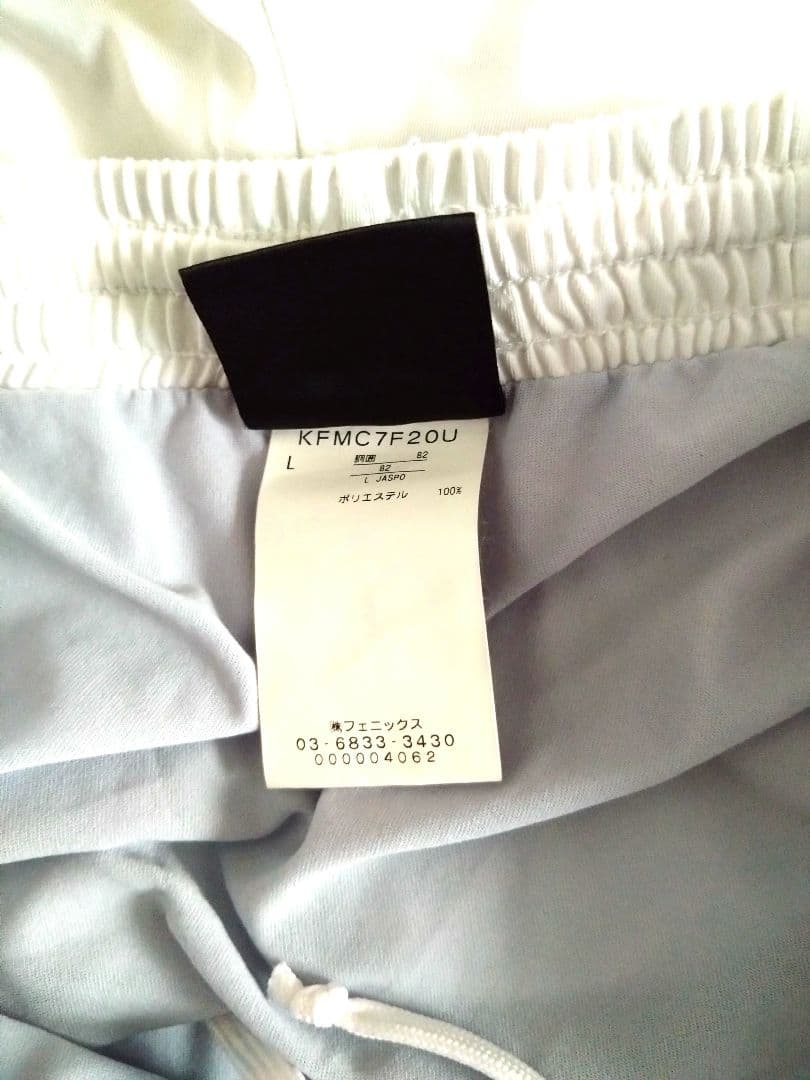 KFMC7F20U
L 胴囲 82
82
L JASPO
ポリエステル 100%
㈱フェニックス
03-6833-3430
000004062